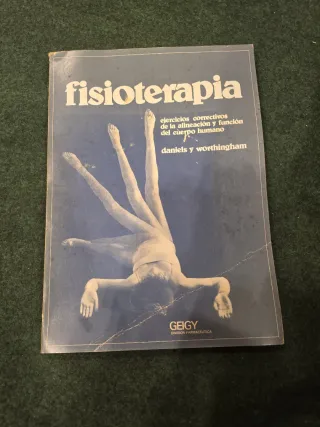 fisioterapia
ejercicios correctivos
de la alineación y función
del cuerpo humano
daniels y worthingham
GEIGY